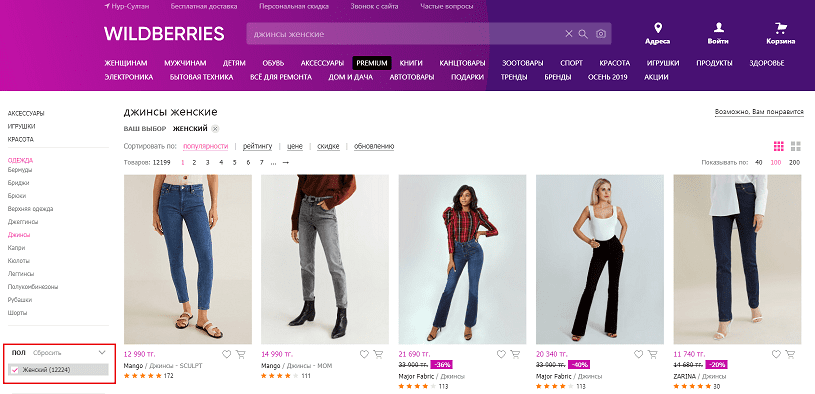 Нур-Султан Бесплатная доставка Персональная скидка Звонок с сайта Частые вопросы
WILDBERRIES
джинсы женские
Адреса Войти Корзина
ЖЕНЩИНАМ МУЖЧИНАМ ДЕТЯМ ОБУВЬ АКСЕССУАРЫ PREMIUM КНИГИ КАНЦТОВАРЫ ЗООТОВАРЫ СПОРТ КРАСОТА ИГРУШКИ ПРОДУКТЫ ЗДОРОВЬЕ
ЭЛЕКТРОНИКА БЫТОВАЯ ТЕХНИКА ВСЁ ДЛЯ РЕМОНТА ДОМ И ДАЧА АВТОТОВАРЫ ПОДАРКИ ТРЕНДЫ БРЕНДЫ ОСЕНЬ 2019 АКЦИИ
АКСЕССУАРЫ
ИГРУШКИ
КРАСОТА
ОДЕЖДА
Бермуды
Бриджи
Брюки
Верхняя одежда
Джеггинсы
Джинсы
Капри
Кюлоты
Леггинсы
Полукомбинезоны
Рубашки
Шорты
ПОЛ Сбросить
Женский (12224)
джинсы женские
Возможно, Вам понравится
ВАШ ВЫБОР ЖЕНСКИЙ
Сортировать по: популярности | рейтингу | цене | скидке | обновлению
Товаров: 12199 1 2 3 4 5 6 7 ... →
Показывать по: 40 100 200
12 990 тг.
Mango / Джинсы - SCULPT
172
14 990 тг.
Mango / Джинсы - MOM
111
21 690 тг.
33 900 тг. -36%
Major Fabric / Джинсы
113
20 340 тг.
33 900 тг. -40%
Major Fabric / Джинсы
113
11 740 тг.
14 680 тг. -20%
ZARINA / Джинсы
30